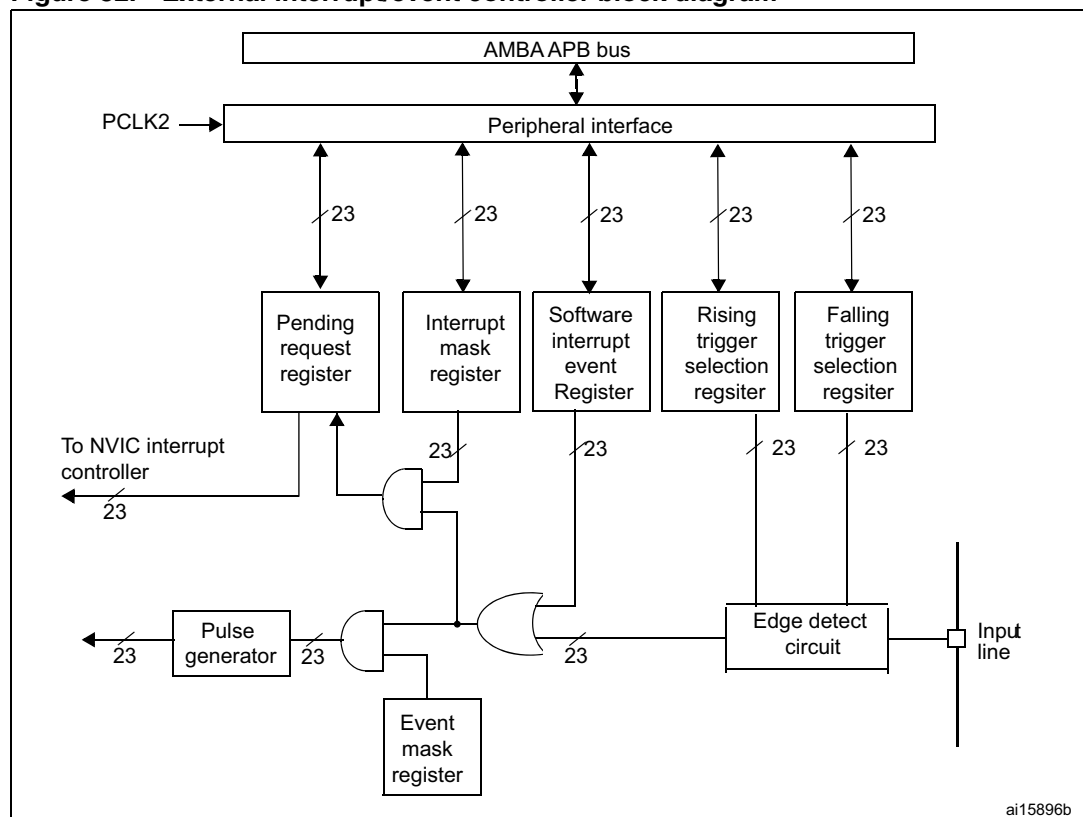 AMBA APB bus
PCLK2
Peripheral interface
23
23
23
23
23
Pending
request
register
Interrupt
mask
register
Software
interrupt
event
Register
Rising
trigger
selection
regsiter
Falling
trigger
selection
regsiter
To NVIC interrupt
controller
23
23
23
23
23
Pulse
generator
23
23
23
Edge detect
circuit
Input
line
Event
mask
register
ai15896b